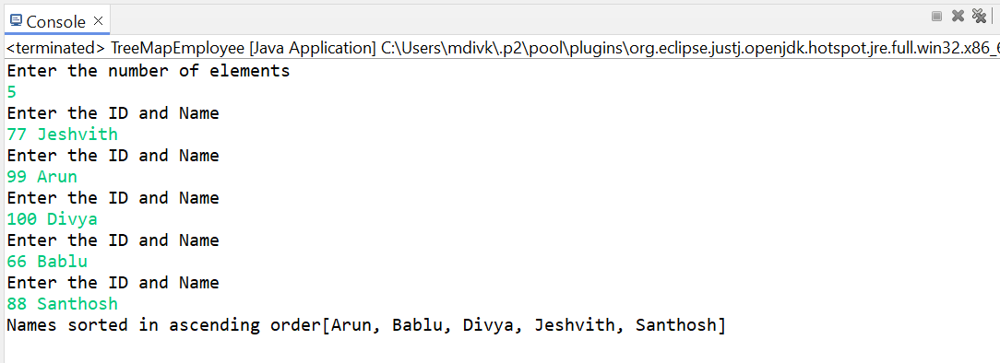 Console
<terminated> TreeMapEmployee [Java Application] C:\Users\mdivk\.p2\pool\plugins\org.eclipse.justj.openjdk.hotspot.jre.full.win32.x86_6
Enter the number of elements
5
Enter the ID and Name
77 Jeshvith
Enter the ID and Name
99 Arun
Enter the ID and Name
100 Divya
Enter the ID and Name
66 Bablu
Enter the ID and Name
88 Santhosh
Names sorted in ascending order[Arun, Bablu, Divya, Jeshvith, Santhosh]